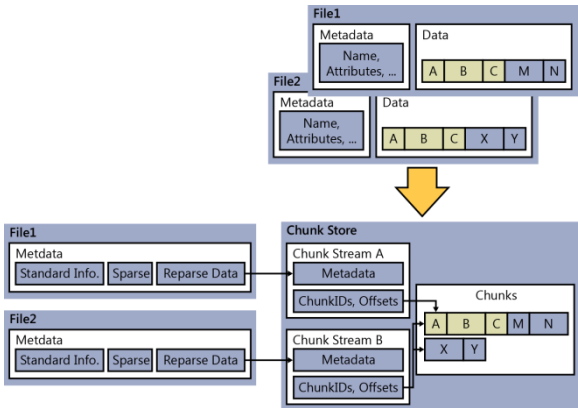 File1
Metadata
Name,
Attributes, ...
Data
A B C M N
File2
Metadata
Name,
Attributes, ...
Data
A B C X Y
File1
Metdata
Standard Info. Sparse Reparse Data
File2
Metdata
Standard Info. Sparse Reparse Data
Chunk Store
Chunk Stream A
Metadata
ChunkIDs, Offsets
Chunk Stream B
Metadata
ChunkIDs, Offsets
Chunks
A B C M N
X Y